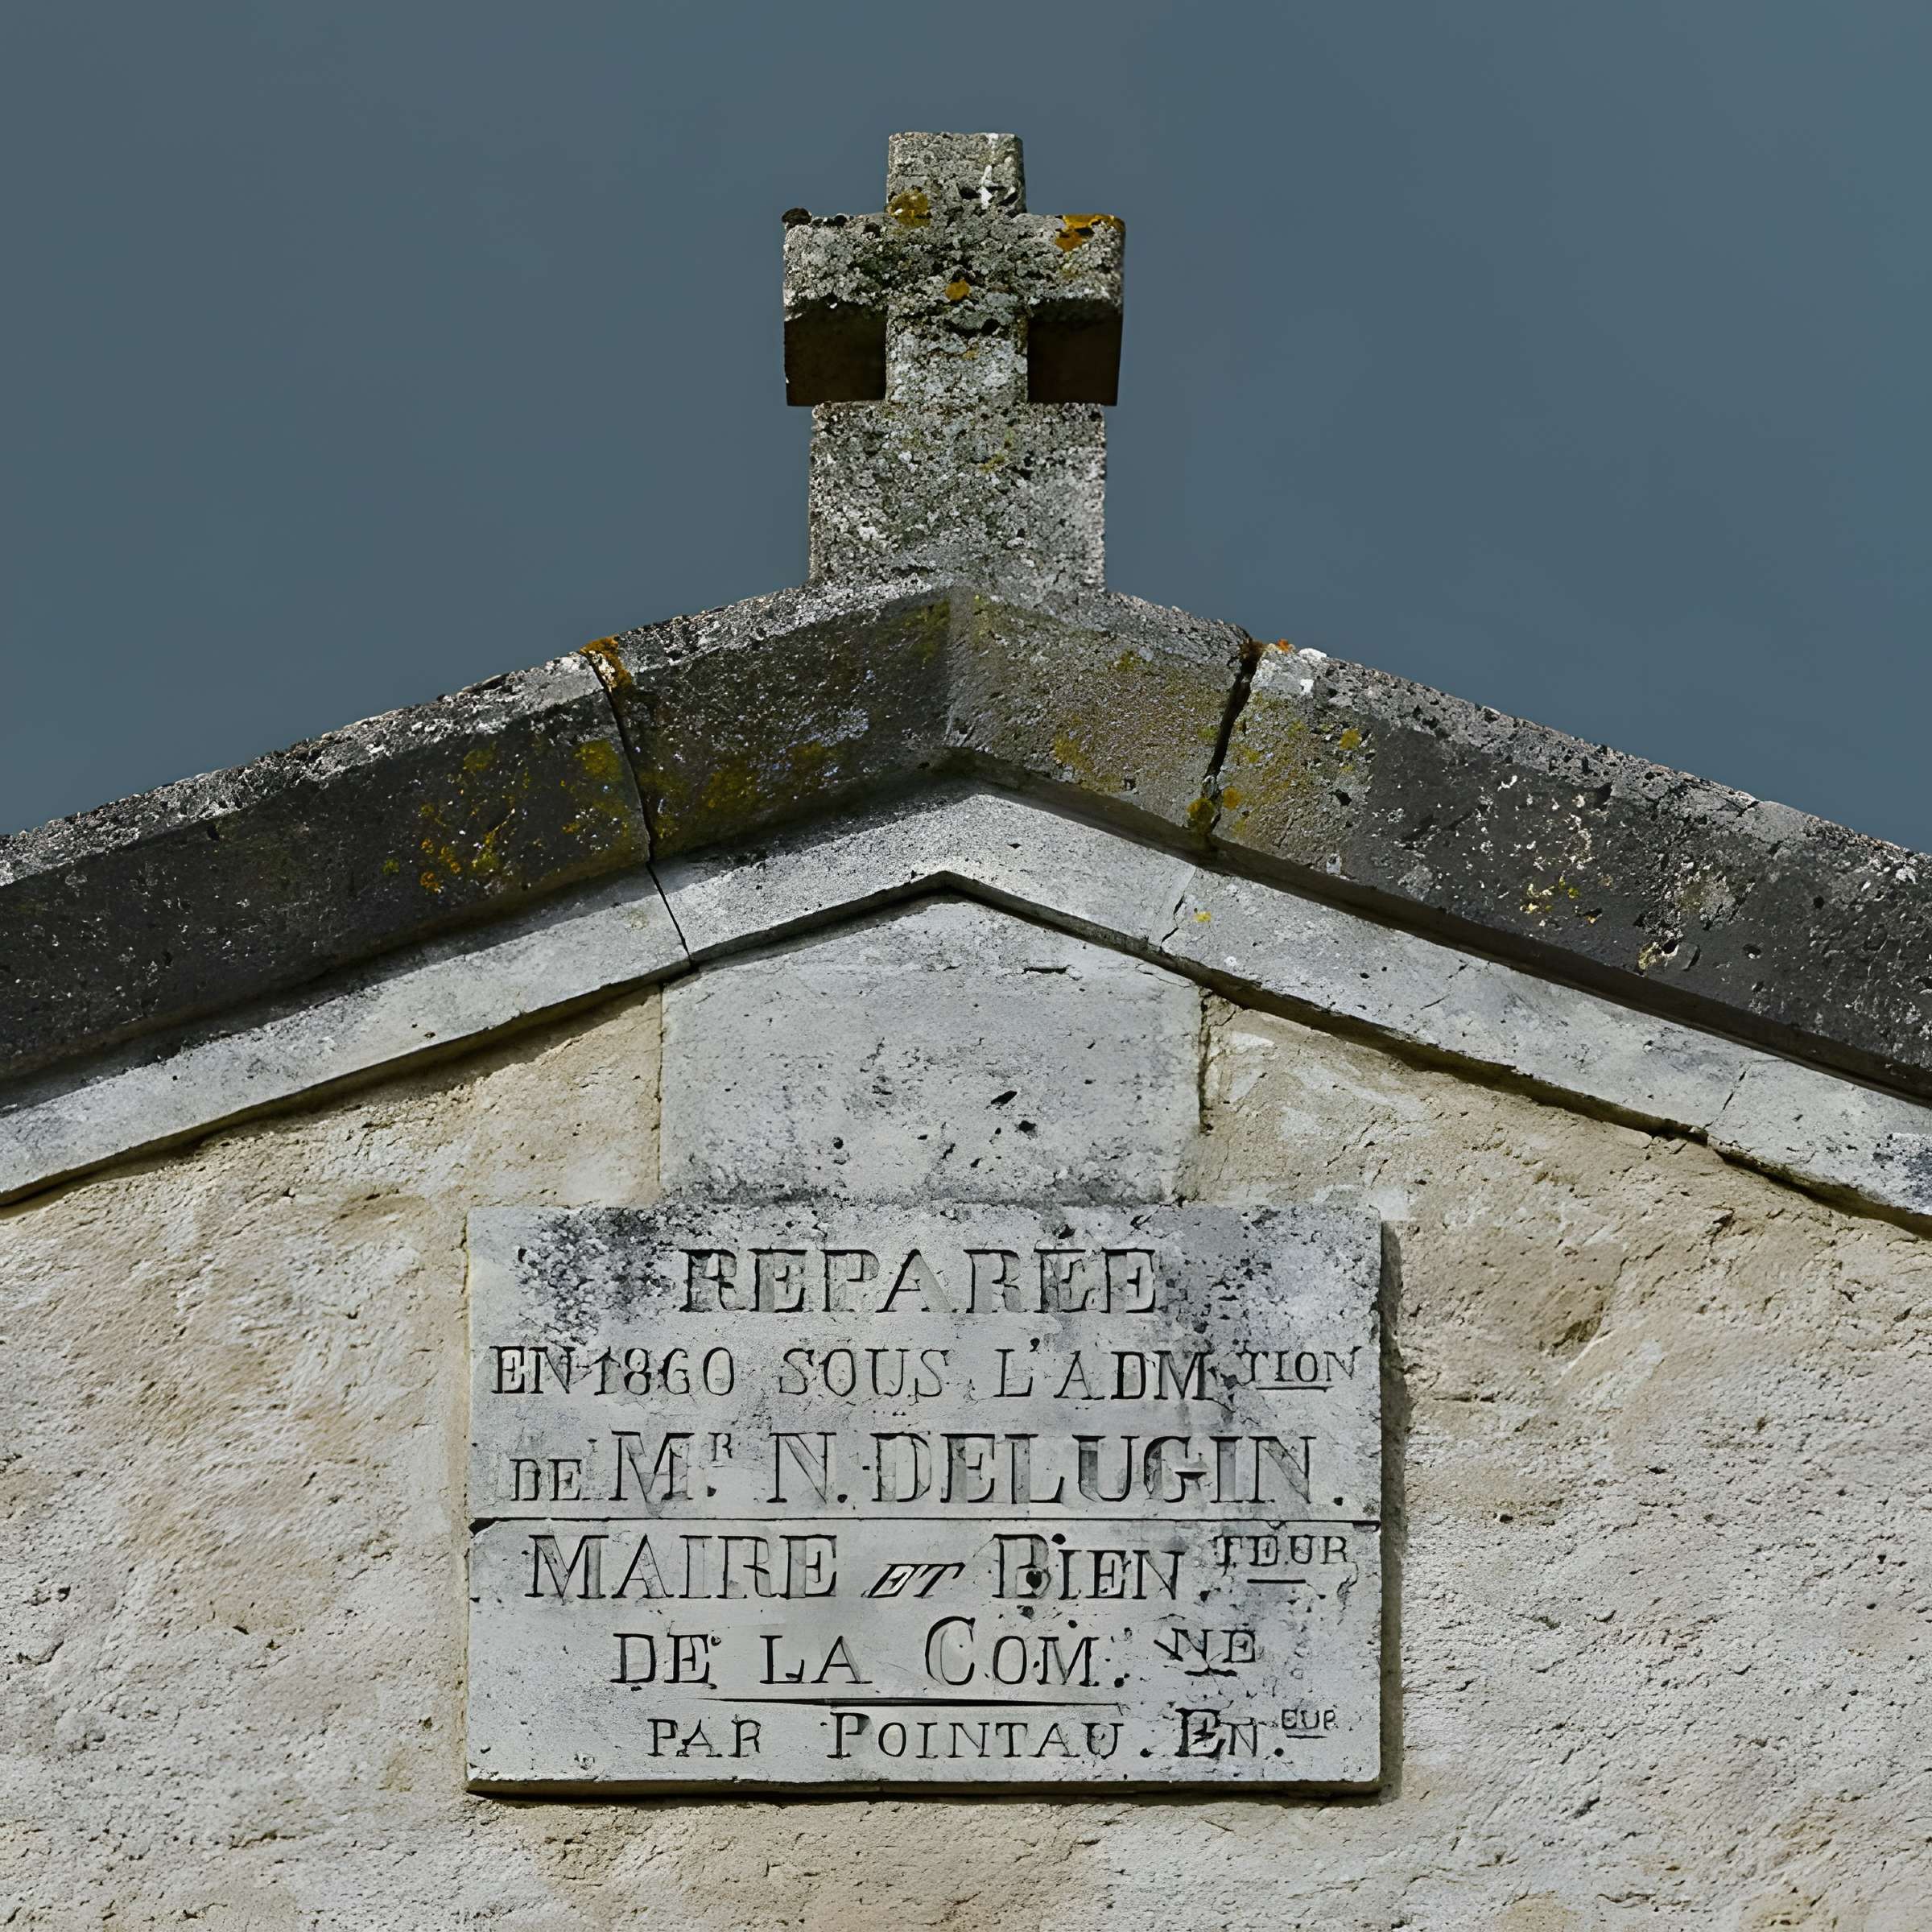 REPAREE
EN 1860 SOUS L'ADM.TION
DE MR. N. DELUGIN.
MAIRE ET BIEN.TEUR
DE LA COM.NE
PAR POINTAU. EN.EUR